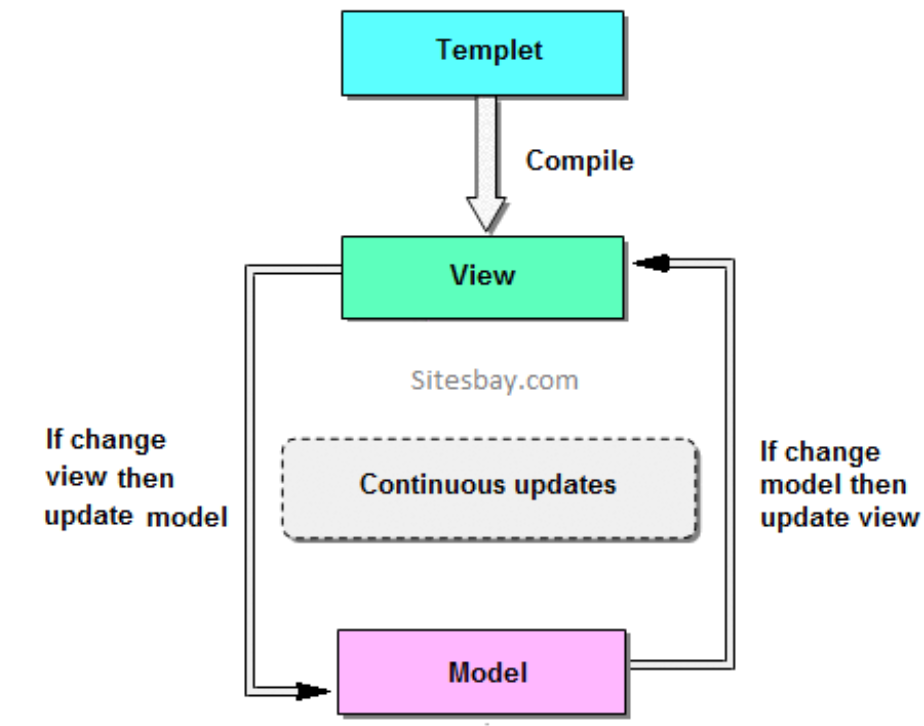 Templet
Compile
View
Sitesbay.com
If change
view then
update model
Continuous updates
If change
model then
update view
Model